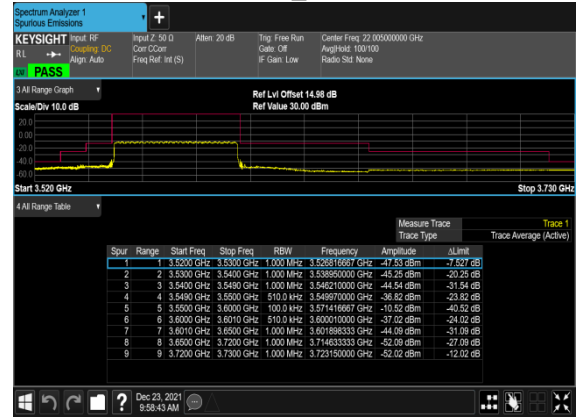 Spectrum Analyzer 1
Spurious Emissions
KEYSIGHT Input: RF Input Z: 50 Ω Atten: 20 dB Trig: Free Run Center Freq: 22.005000000 GHz
RL Coupling: DC Corr CCorr Gate: Off Avg|Hold: 100/100
Align: Auto Freq Ref: Int (S) IF Gain: Low Radio Std: None
PASS
3 All Range Graph
Ref Lvl Offset 14.98 dB
Scale/Div 10.0 dB Ref Value 30.00 dBm
20.0
0.00
-20.0
-40.0
-60.0
Start 3.520 GHz Stop 3.730 GHz
4 All Range Table
Measure Trace Trace 1
Trace Type Trace Average (Active)
Spur Range Start Freq Stop Freq RBW Frequency Amplitude ΔLimit
1 1 3.5200 GHz 3.5300 GHz 1.000 MHz 3.526816667 GHz -47.53 dBm -7.527 dB
2 2 3.5300 GHz 3.5400 GHz 1.000 MHz 3.538950000 GHz -45.25 dBm -20.25 dB
3 3 3.5400 GHz 3.5490 GHz 1.000 MHz 3.546210000 GHz -44.54 dBm -31.54 dB
4 4 3.5490 GHz 3.5500 GHz 510.0 kHz 3.549970000 GHz -36.82 dBm -23.82 dB
5 5 3.5500 GHz 3.6000 GHz 100.0 kHz 3.571416667 GHz -10.52 dBm -40.52 dB
6 6 3.6000 GHz 3.6010 GHz 510.0 kHz 3.600010000 GHz -37.02 dBm -24.02 dB
7 7 3.6010 GHz 3.6500 GHz 1.000 MHz 3.601898333 GHz -44.09 dBm -31.09 dB
8 8 3.6500 GHz 3.7200 GHz 1.000 MHz 3.714633333 GHz -52.09 dBm -27.09 dB
9 9 3.7200 GHz 3.7300 GHz 1.000 MHz 3.723150000 GHz -52.02 dBm -12.02 dB
Dec 23, 2021
9:58:43 AM